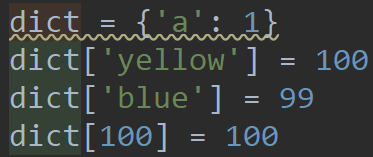 dict = {'a': 1}
dict['yellow'] = 100
dict['blue'] = 99
dict[100] = 100